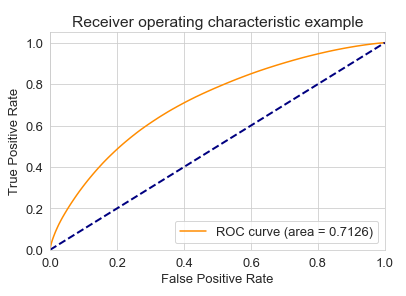 Receiver operating characteristic example
1.0
0.8
0.6
0.4
0.2
0.0
True Positive Rate
ROC curve (area = 0.7126)
0.0 0.2 0.4 0.6 0.8 1.0
False Positive Rate